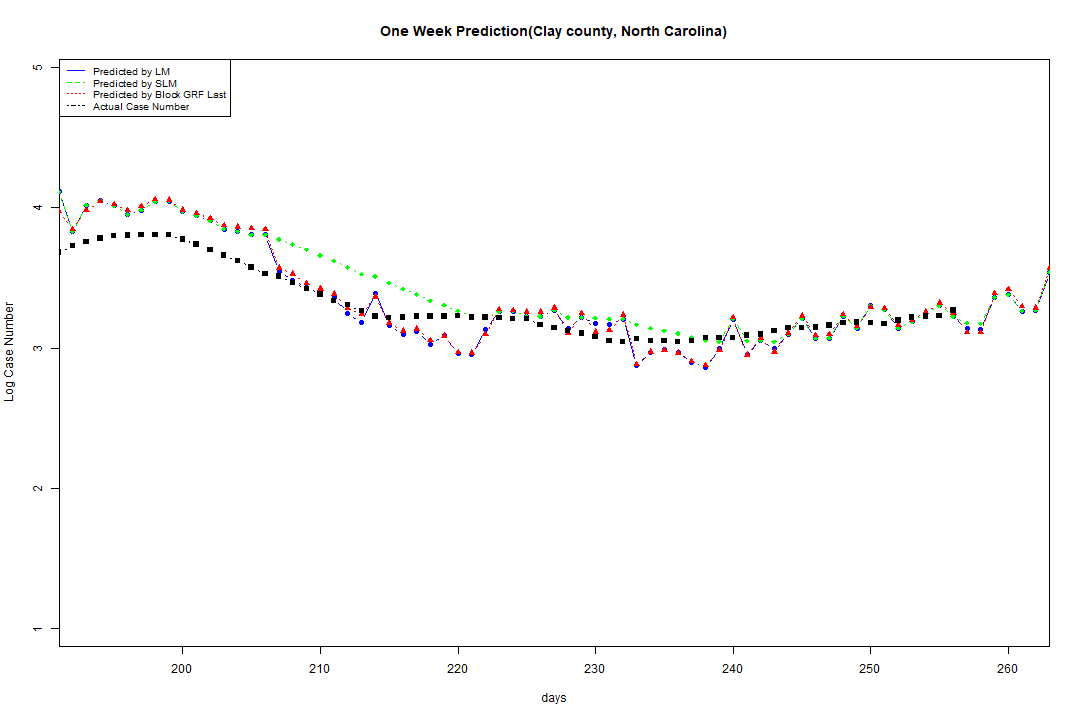 One Week Prediction(Clay county, North Carolina)
Predicted by LM
Predicted by SLM
Predicted by Block GRF Last
Actual Case Number
5
4
3
2
1
Log Case Number
200 210 220 230 240 250 260
days